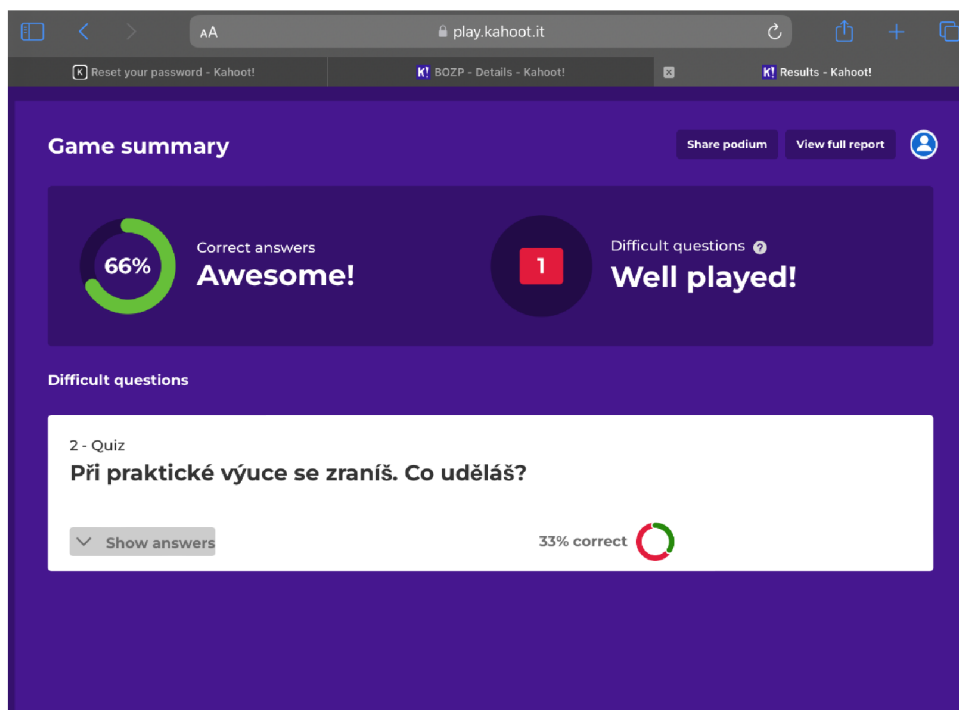 AA play.kahoot.it
K Reset your password - Kahoot! K! BOZP - Details - Kahoot! K! Results - Kahoot!
Game summary Share podium View full report
66% Correct answers
Awesome!
1 Difficult questions ?
Well played!
Difficult questions
2 - Quiz
Při praktické výuce se zraníš. Co uděláš?
Show answers 33% correct